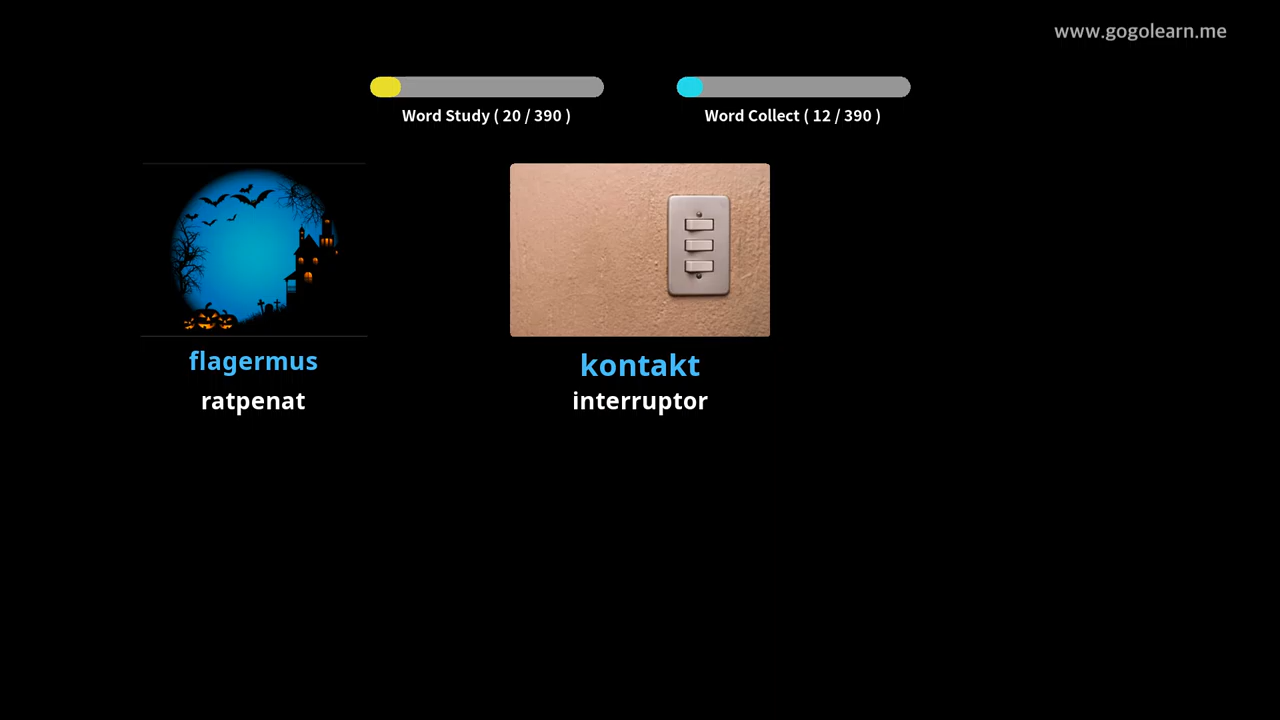 www.gogolearn.me
Word Study ( 20 / 390 )
Word Collect ( 12 / 390 )
flagermus
ratpenat
kontakt
interruptor